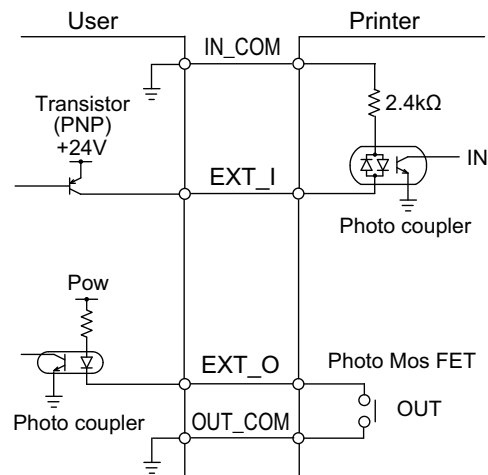 User
Printer
IN_COM
Transistor
(PNP)
+24V
2.4kΩ
IN
EXT_I
Photo coupler
Pow
EXT_O
Photo Mos FET
OUT
Photo coupler
OUT_COM